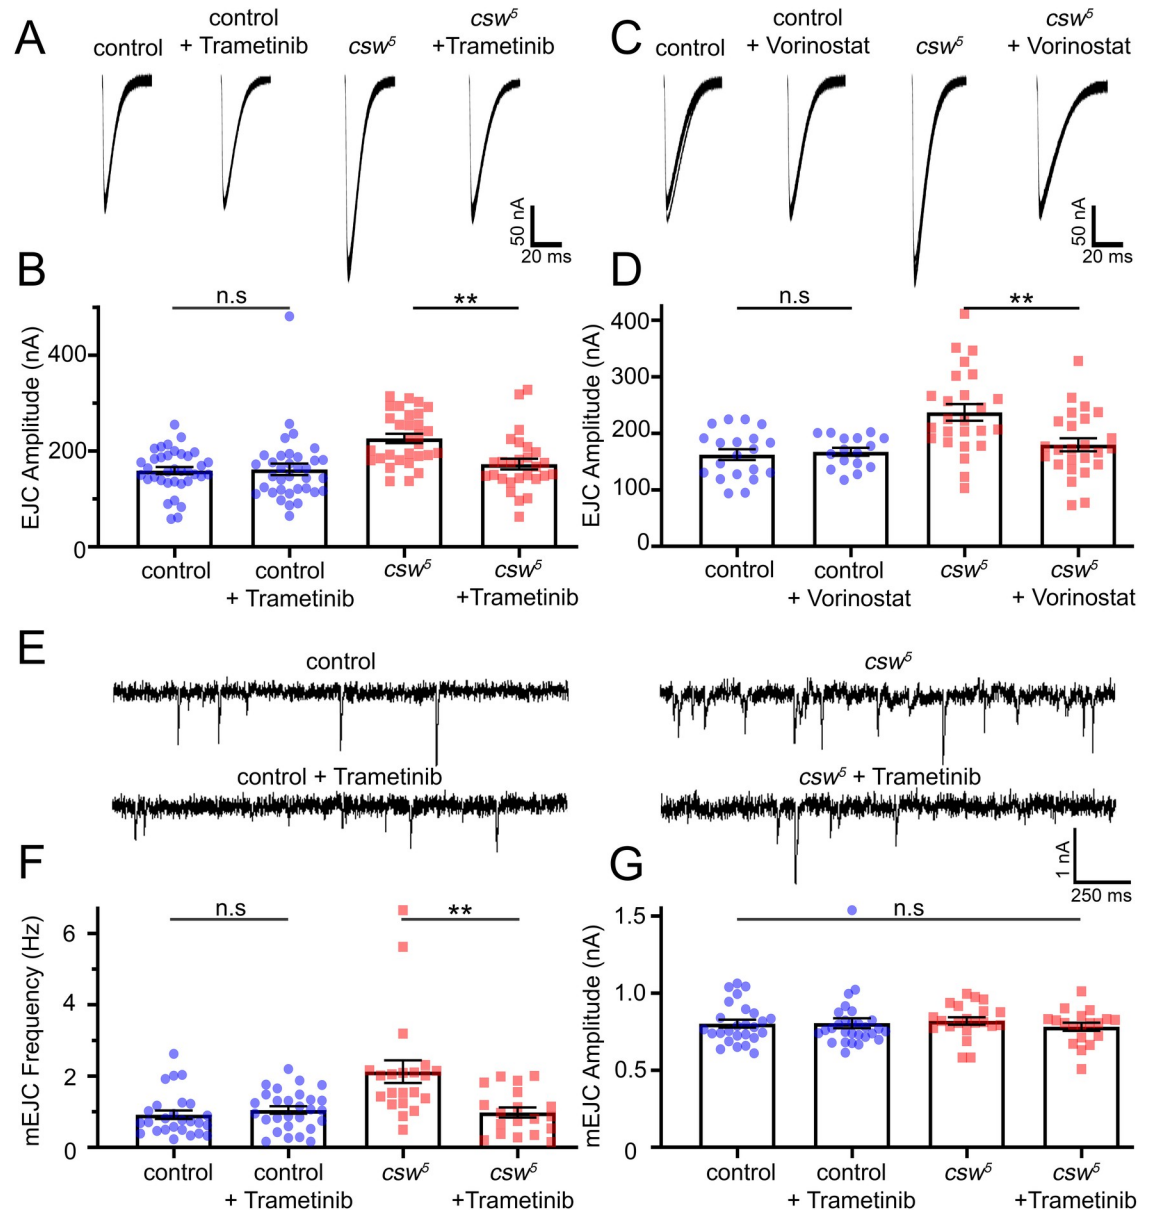 A
control
control
+ Trametinib
csw⁵
csw⁵
+Trametinib
50 nA
20 ms
C
control
control
+ Vorinostat
csw⁵
csw⁵
+ Vorinostat
50 nA
20 ms
B
n.s
**
EJC Amplitude (nA)
400
200
0
control
control
+ Trametinib
csw⁵
csw⁵
+Trametinib
D
n.s
**
EJC Amplitude (nA)
400
300
200
100
0
control
control
+ Vorinostat
csw⁵
csw⁵
+ Vorinostat
E
control
csw⁵
control + Trametinib
csw⁵ + Trametinib
1 nA
250 ms
F
n.s
**
mEJC Frequency (Hz)
6
4
2
0
control
control
+ Trametinib
csw⁵
csw⁵
+Trametinib
G
n.s
mEJC Amplitude (nA)
1.5
1.0
0.5
0
control
control
+ Trametinib
csw⁵
csw⁵
+Trametinib